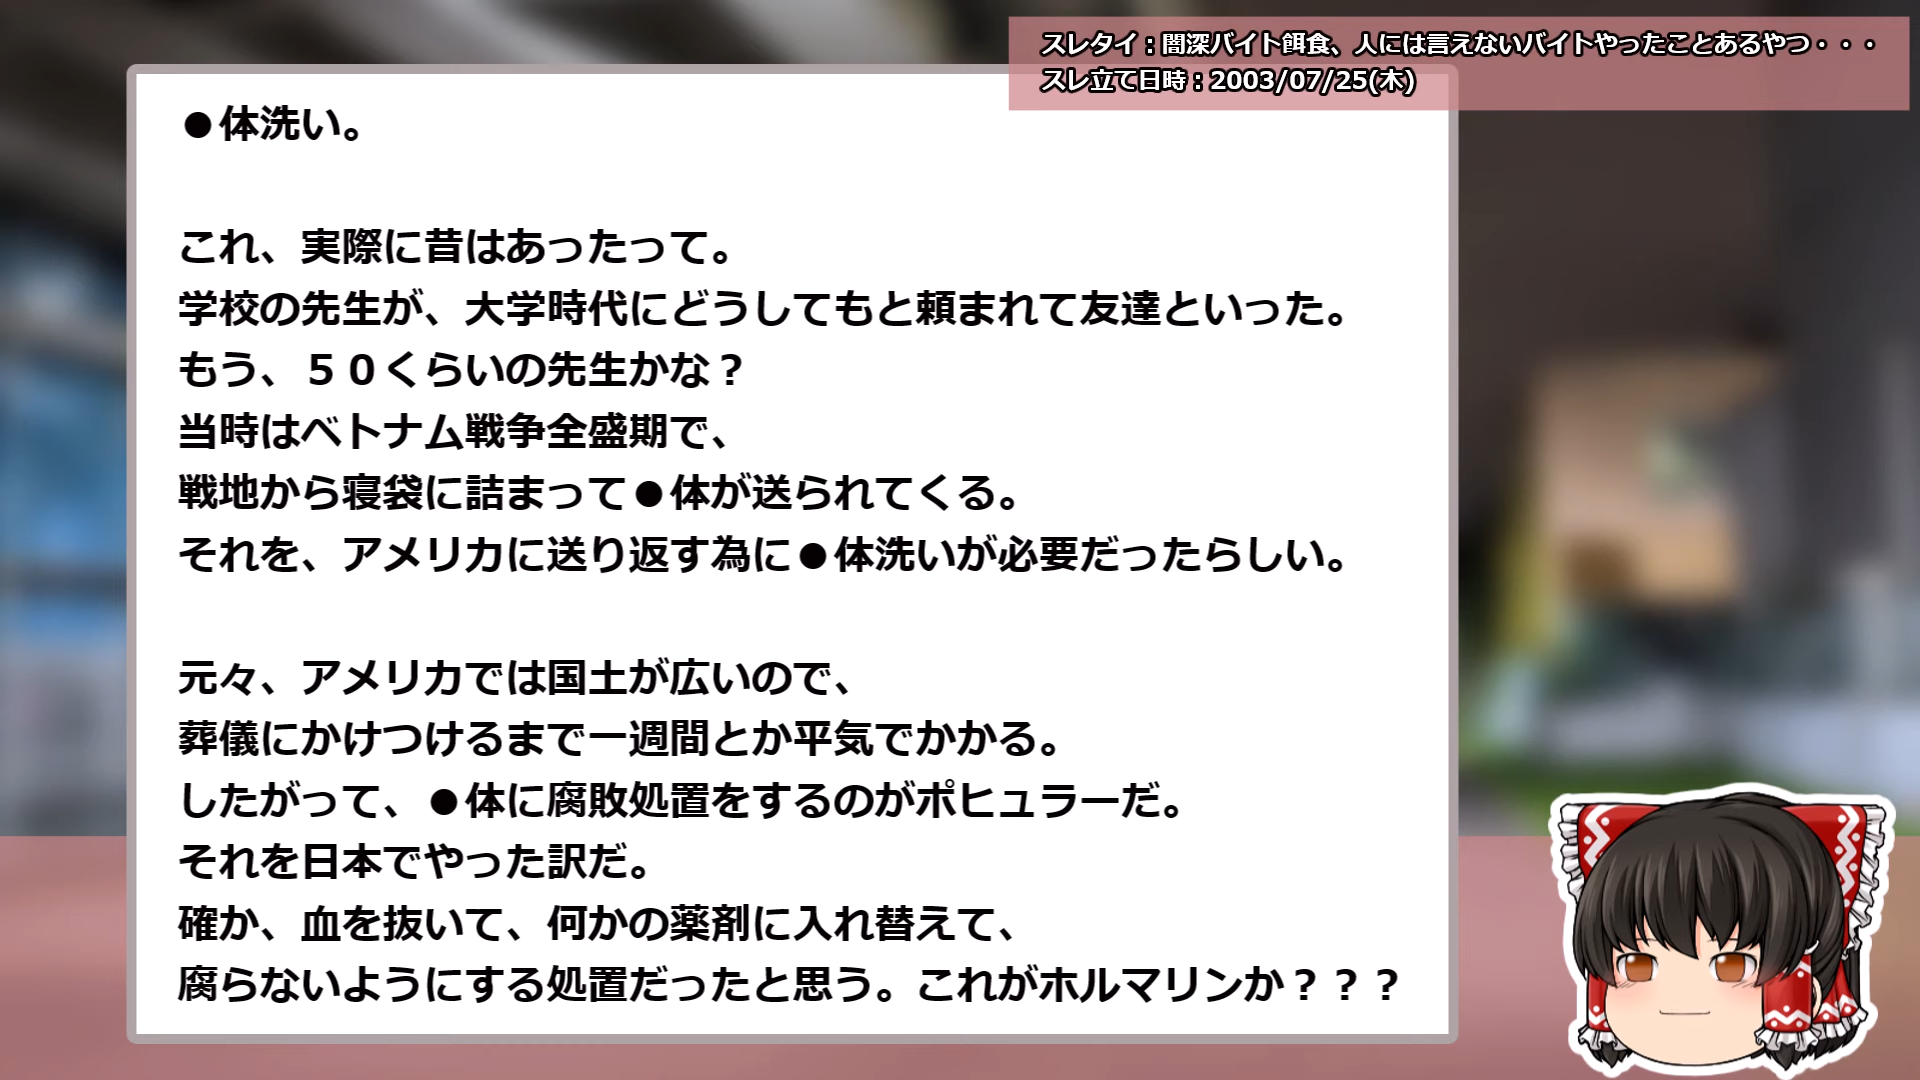 スレタイ：闇深バイト餌食、人には言えないバイトやったことあるやつ・・・
スレ立て日時：2003/07/25(木)
●体洗い。
これ、実際に昔はあったって。
学校の先生が、大学時代にどうしてもと頼まれて友達といった。
もう、５０くらいの先生かな？
当時はベトナム戦争全盛期で、
戦地から寝袋に詰まって●体が送られてくる。
それを、アメリカに送り返す為に●体洗いが必要だったらしい。
元々、アメリカでは国土が広いので、
葬儀にかけつけるまで一週間とか平気でかかる。
したがって、●体に腐敗処置をするのがポヒュラーだ。
それを日本でやった訳だ。
確か、血を抜いて、何かの薬剤に入れ替えて、
腐らないようにする処置だったと思う。これがホルマリンか？？？